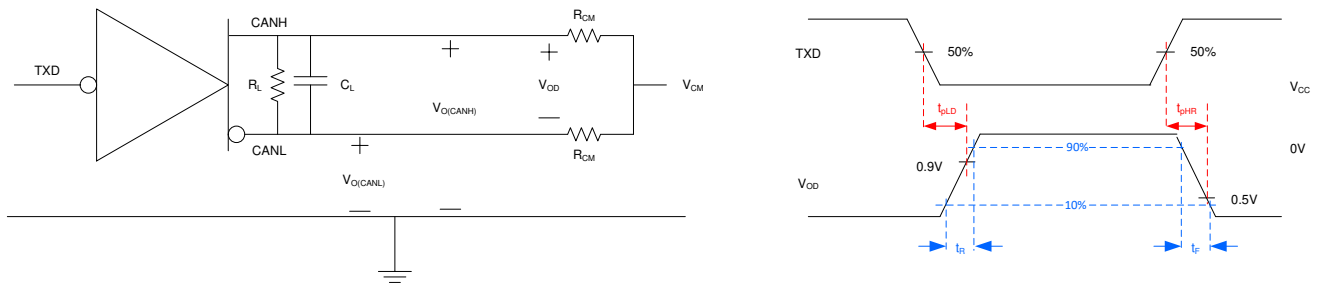 CANH
R_CM
TXD
R_L
C_L
V_OD
V_CM
V_O(CANH)
CANL
R_CM
V_O(CANL)
TXD
50%
50%
V_CC
t_pLD
t_pHR
0.9V
90%
0V
V_OD
10%
0.5V
t_R
t_F